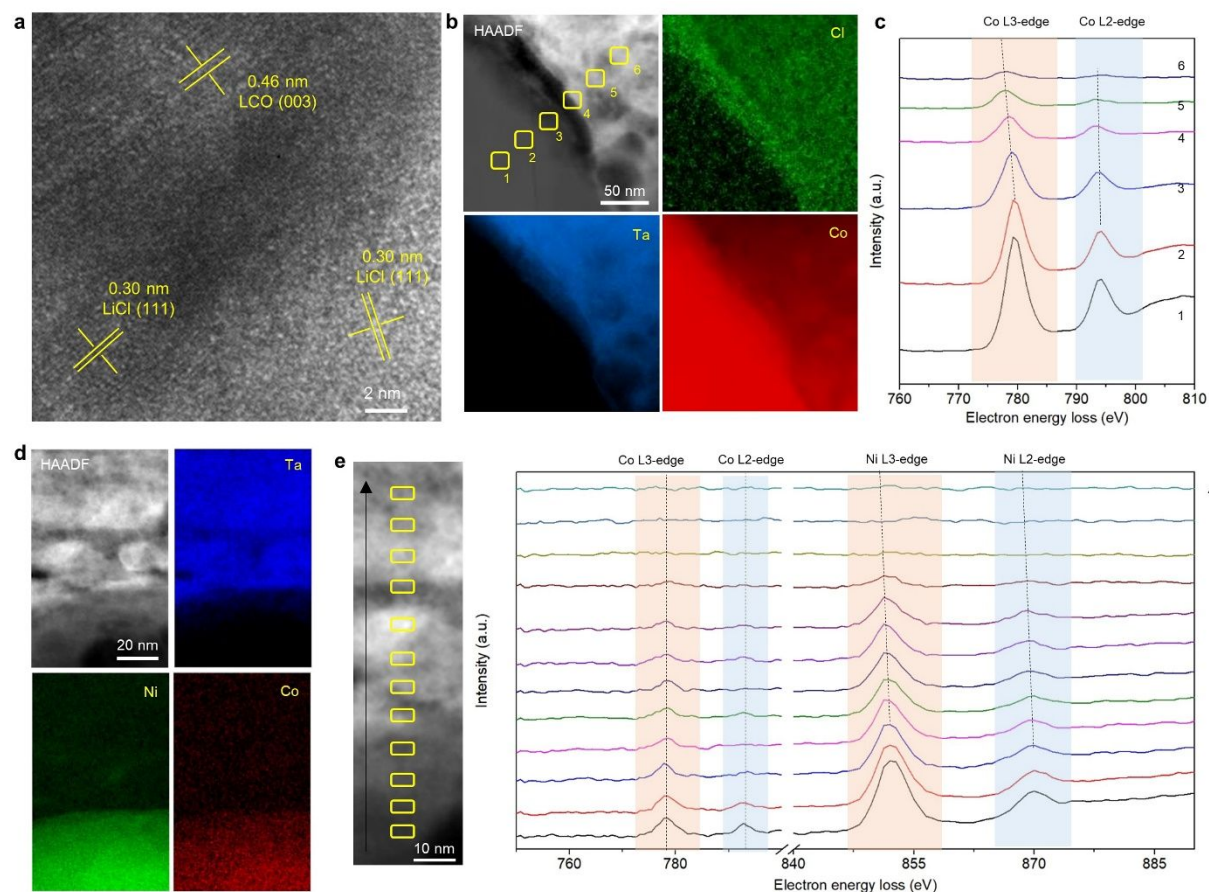 a
0.46 nm
LCO (003)
0.30 nm
LiCl (111)
0.30 nm
LiCl (111)
2 nm
b
HAADF
1
2
3
4
5
6
50 nm
Cl
Ta
Co
c
Co L3-edge
Co L2-edge
6
5
4
3
2
1
Intensity (a.u.)
760 770 780 790 800 810
Electron energy loss (eV)
d
HAADF
20 nm
Ta
Ni
Co
e
10 nm
Co L3-edge
Co L2-edge
Ni L3-edge
Ni L2-edge
Intensity (a.u.)
760 780 840 855 870 885
Electron energy loss (eV)